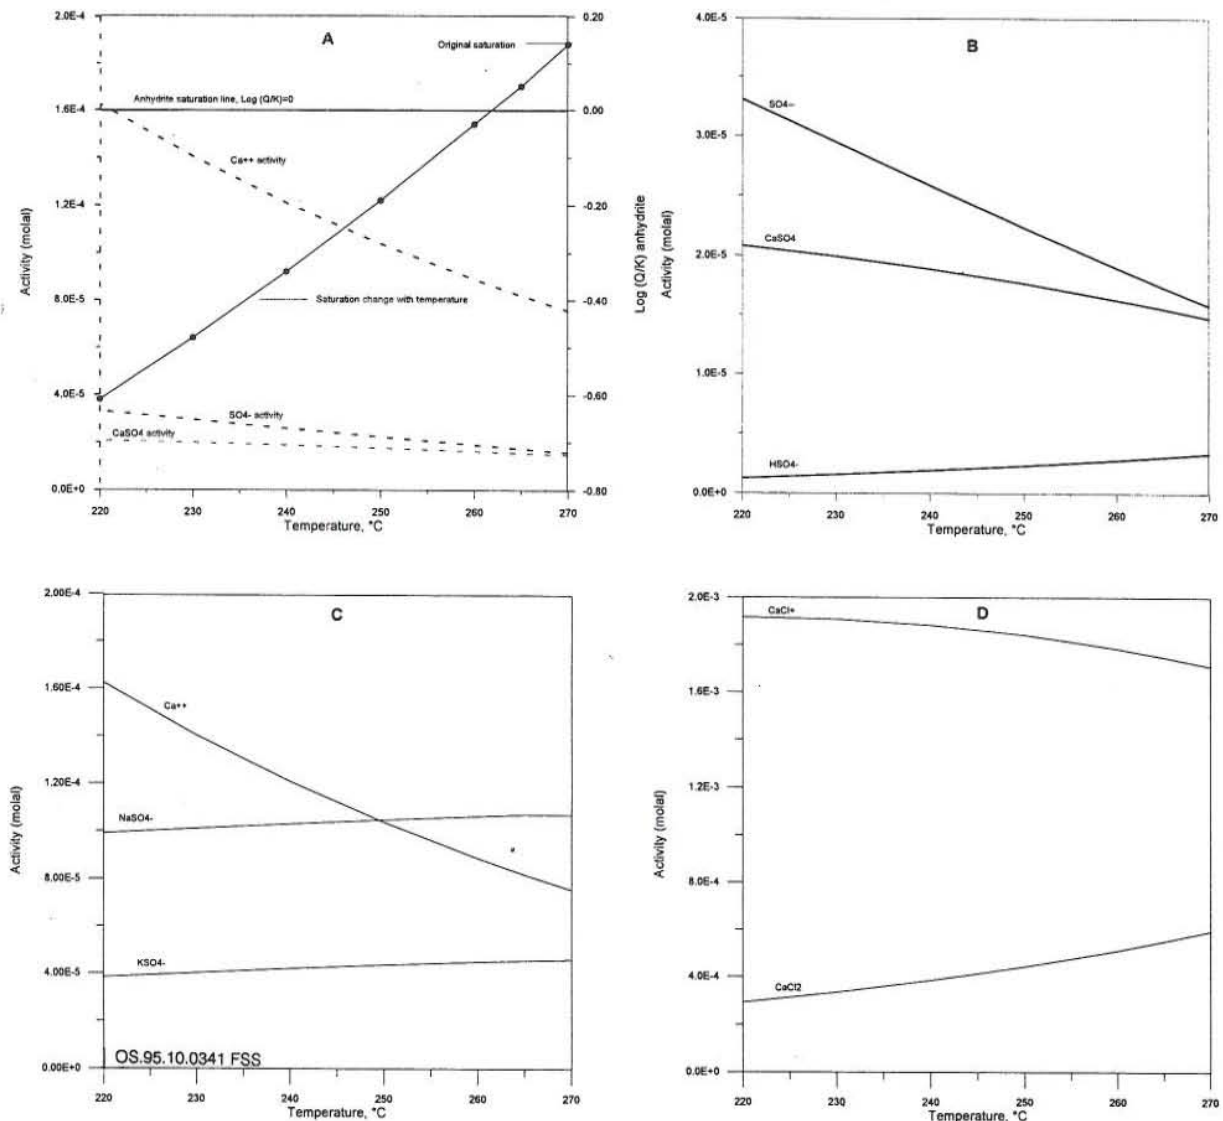 2.0E-4
0.20
A
Original saturation
Anhydrite saturation line, Log (Q/K)=0
1.6E-4
0.00
Ca++ activity
1.2E-4
-0.20
Activity (molal)
Log (Q/K) anhydrite
8.0E-5
Saturation change with temperature
-0.40
4.0E-5
-0.60
SO4- activity
CaSO4 activity
0.0E+0
-0.80
220 230 240 250 260 270
Temperature, °C
4.0E-5
B
SO4--
3.0E-5
CaSO4
2.0E-5
Activity (molal)
1.0E-5
HSO4-
0.0E+0
220 230 240 250 260 270
Temperature, °C
2.00E-4
C
1.60E-4
Ca++
1.20E-4
NaSO4-
Activity (molal)
8.00E-5
KSO4-
4.00E-5
OS.95.10.0341 FSS
0.00E+0
220 230 240 250 260 270
Temperature, °C
2.0E-3
CaCl+
D
1.6E-3
1.2E-3
Activity (molal)
8.0E-4
4.0E-4
CaCl2
0.0E+0
220 230 240 250 260 270
Temperature, °C